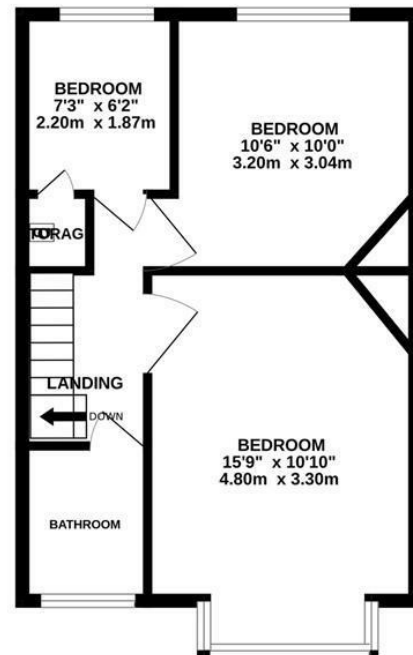 BEDROOM
7'3" x 6'2"
2.20m x 1.87m
BEDROOM
10'6" x 10'0"
3.20m x 3.04m
TORAG
LANDING
DOWN
BEDROOM
15'9" x 10'10"
4.80m x 3.30m
BATHROOM